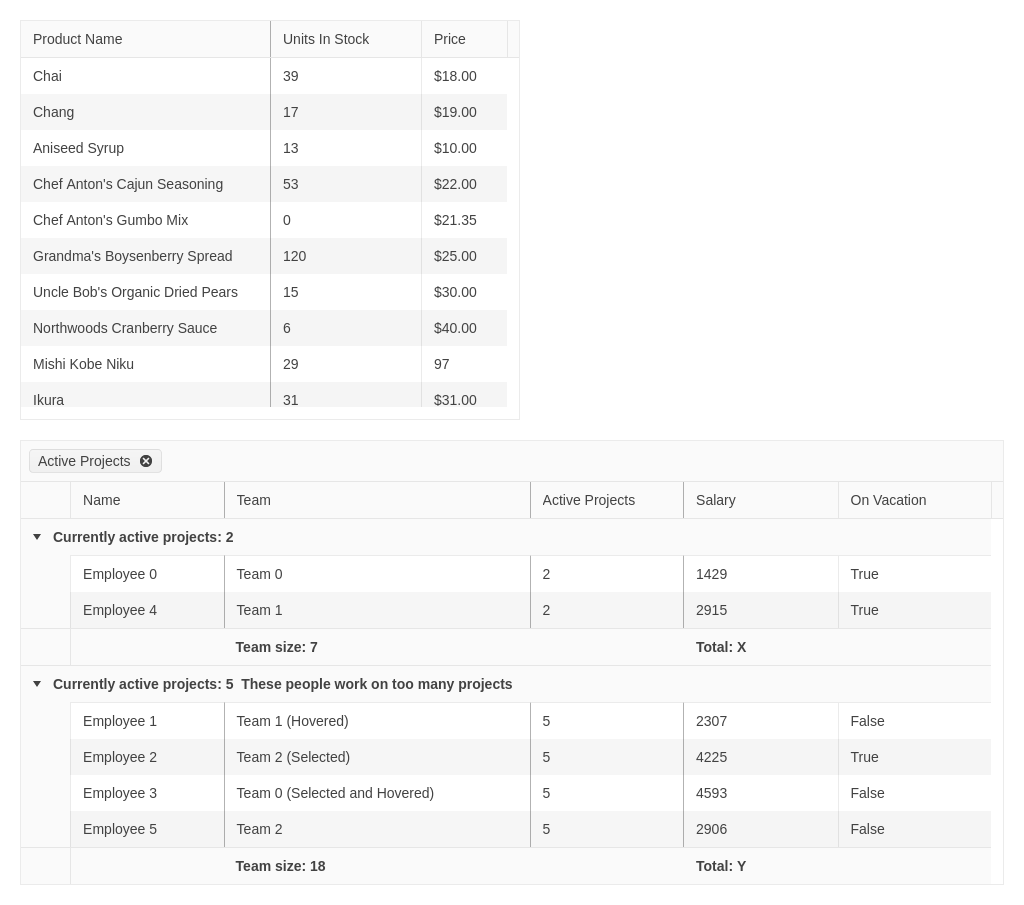 Product Name Units In Stock Price
Chai 39 $18.00
Chang 17 $19.00
Aniseed Syrup 13 $10.00
Chef Anton's Cajun Seasoning 53 $22.00
Chef Anton's Gumbo Mix 0 $21.35
Grandma's Boysenberry Spread 120 $25.00
Uncle Bob's Organic Dried Pears 15 $30.00
Northwoods Cranberry Sauce 6 $40.00
Mishi Kobe Niku 29 97
Ikura 31 $31.00
Active Projects
Name Team Active Projects Salary On Vacation
Currently active projects: 2
Employee 0 Team 0 2 1429 True
Employee 4 Team 1 2 2915 True
Team size: 7 Total: X
Currently active projects: 5 These people work on too many projects
Employee 1 Team 1 (Hovered) 5 2307 False
Employee 2 Team 2 (Selected) 5 4225 True
Employee 3 Team 0 (Selected and Hovered) 5 4593 False
Employee 5 Team 2 5 2906 False
Team size: 18 Total: Y